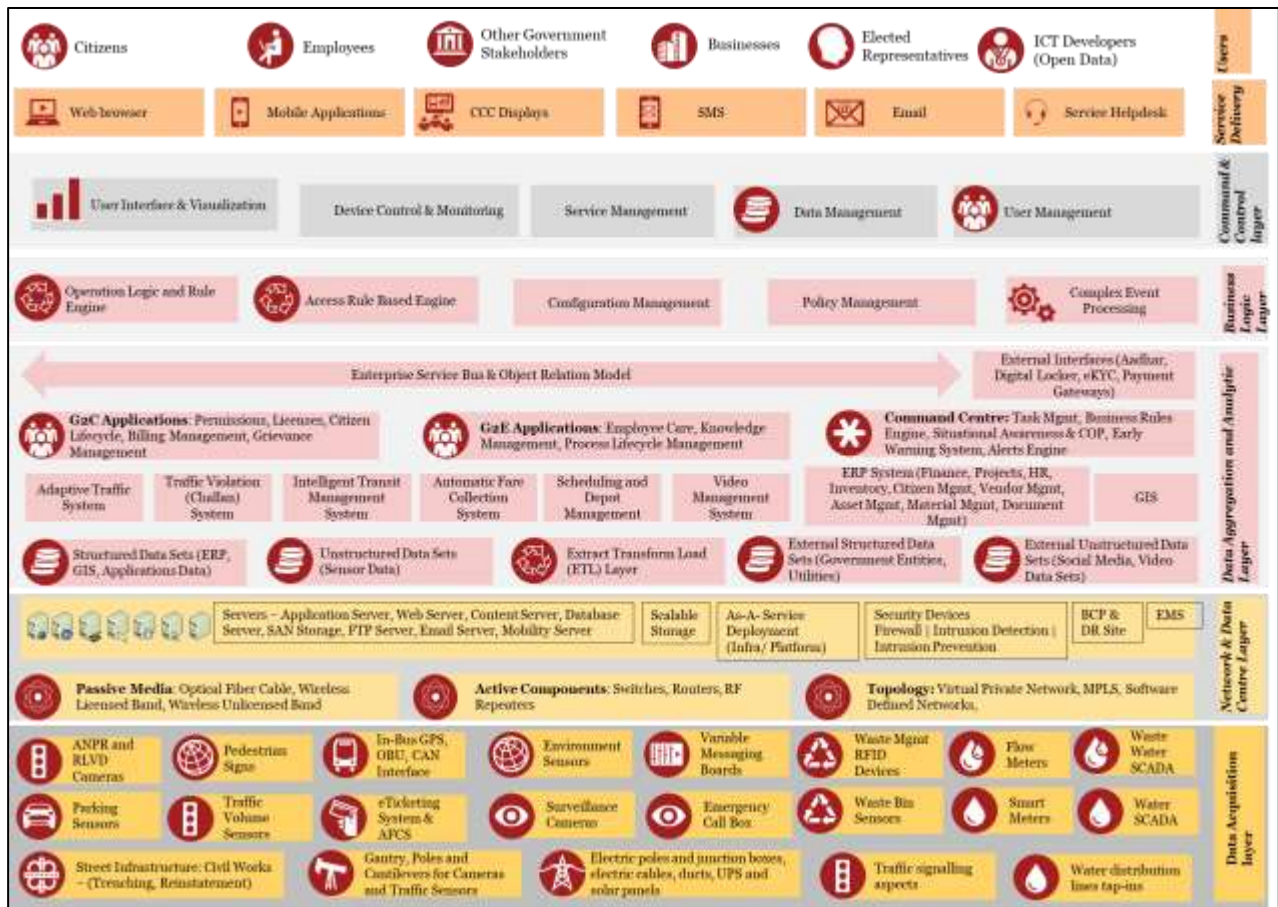 Citizens
Employees
Other Government
Stakeholders
Businesses
Elected
Representatives
ICT Developers
(Open Data)
Users
Web browser
Mobile Applications
CCC Displays
SMS
Email
Service Helpdesk
Service
Delivery
User Interface & Visualization
Device Control & Monitoring
Service Management
Data Management
User Management
Command &
Control
layer
Operation Logic and Rule
Engine
Access Rule Based Engine
Configuration Management
Policy Management
Complex Event
Processing
Business
Logic
Layer
Enterprise Service Bus & Object Relation Model
External Interfaces (Aadhar,
Digital Locker, eKYC, Payment
Gateways)
G2C Applications: Permissions, Licenses, Citizen
Lifecycle, Billing Management, Grievance
Management
G2E Applications: Employee Care, Knowledge
Management, Process Lifecycle Management
Command Centre: Task Mgmt, Business Rules
Engine, Situational Awareness & COP, Early
Warning System, Alerts Engine
Adaptive Traffic
System
Traffic Violation
(Challan)
System
Intelligent Transit
Management
System
Automatic Fare
Collection
System
Scheduling and
Depot
Management
Video
Management
System
ERP System (Finance, Projects, HR,
Inventory, Citizen Mgmt, Vendor Mgmt,
Asset Mgmt, Material Mgmt, Document
Mgmt)
GIS
Structured Data Sets (ERP,
GIS, Applications Data)
Unstructured Data Sets
(Sensor Data)
Extract Transform Load
(ETL) Layer
External Structured Data
Sets (Government Entities,
Utilities)
External Unstructured Data
Sets (Social Media, Video
Data Sets)
Data Aggregation and Analytic
Layer
Servers – Application Server, Web Server, Content Server, Database
Server, SAN Storage, FTP Server, Email Server, Mobility Server
Scalable
Storage
As-A- Service
Deployment
(Infra/ Platform)
Security Devices
Firewall | Intrusion Detection |
Intrusion Prevention
BCP &
DR Site
EMS
Passive Media: Optical Fiber Cable, Wireless
Licensed Band, Wireless Unlicensed Band
Active Components: Switches, Routers, RF
Repeaters
Topology: Virtual Private Network, MPLS, Software
Defined Networks,
Network & Data
Centre Layer
ANPR and
RLVD
Cameras
Pedestrian
Signs
In-Bus GPS,
OBU, CAN
Interface
Environment
Sensors
Variable
Messaging
Boards
Waste Mgmt
RFID
Devices
Flow
Meters
Waste
Water
SCADA
Parking
Sensors
Traffic
Volume
Sensors
eTicketing
System &
AFCS
Surveillance
Cameras
Emergency
Call Box
Waste Bin
Sensors
Smart
Meters
Water
SCADA
Street Infrastructure: Civil Works
– (Trenching, Reinstatement)
Gantry, Poles and
Cantilevers for Cameras
and Traffic Sensors
Electric poles and junction boxes,
electric cables, ducts, UPS and
solar panels
Traffic signalling
aspects
Water distribution
lines tap-ins
Data Acquisition
layer